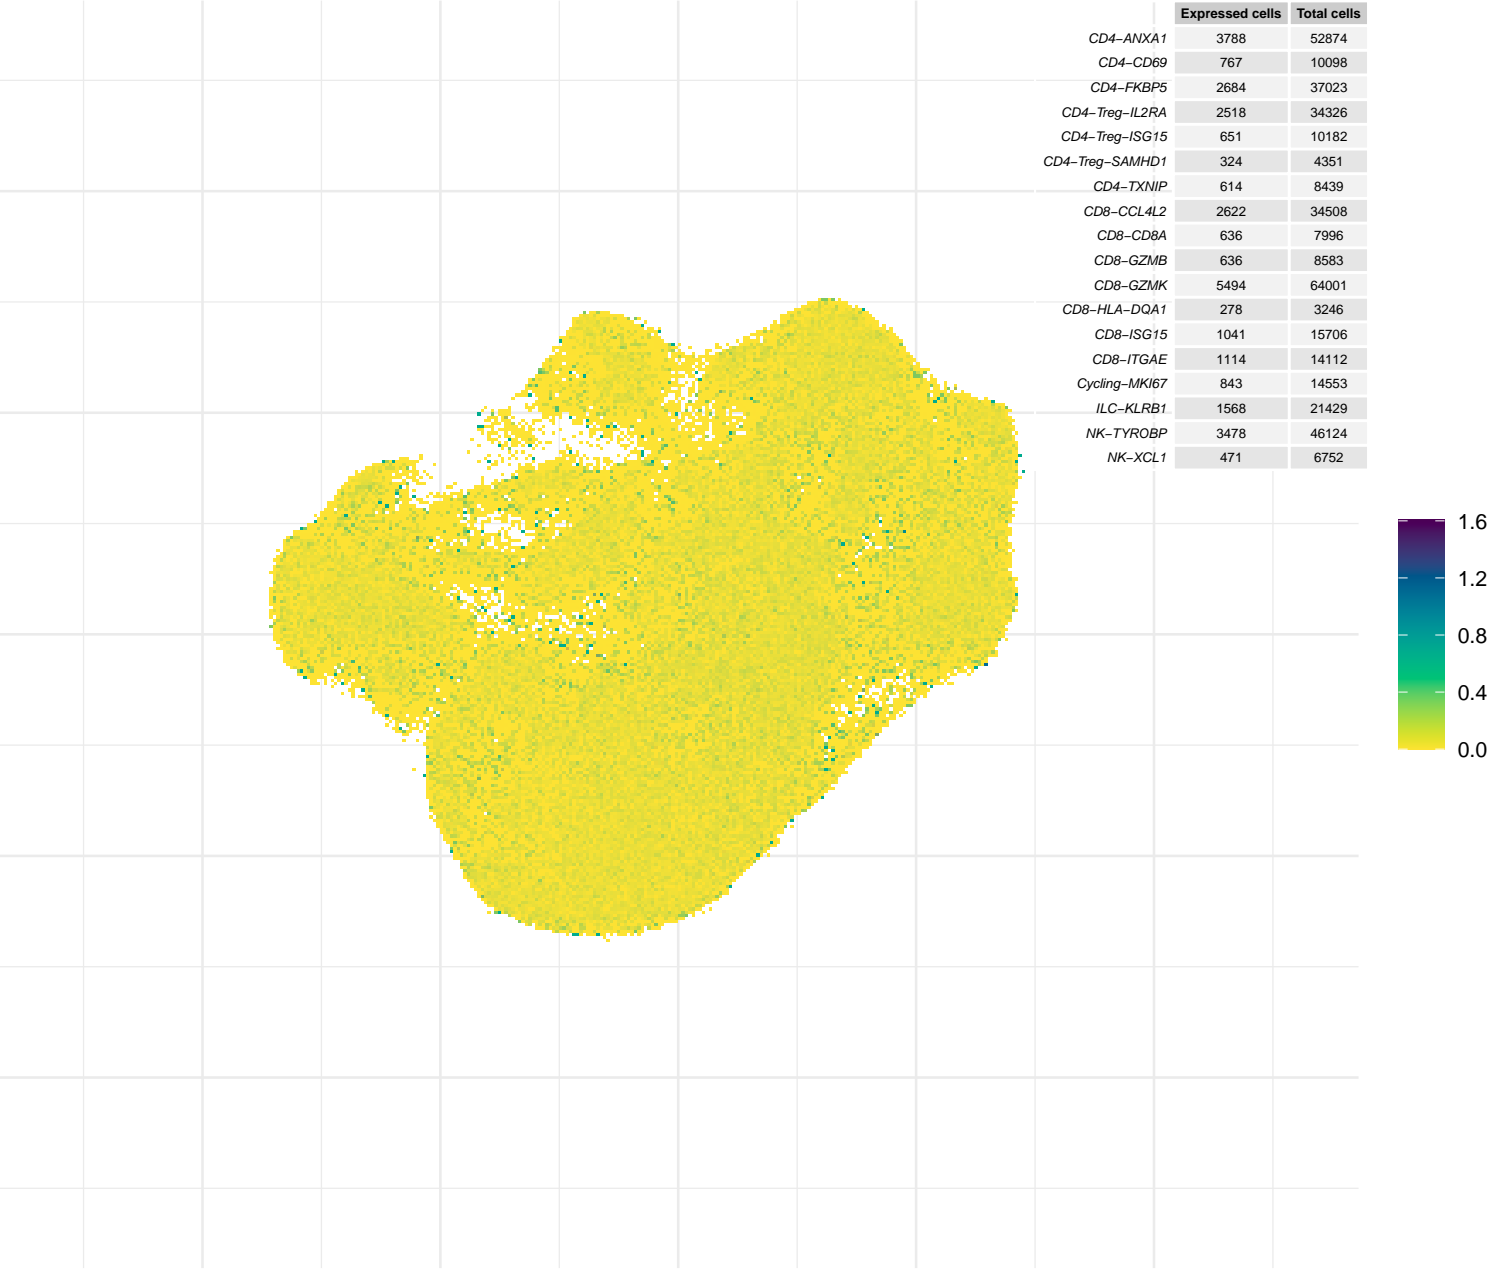 Expressed cells Total cells
CD4−ANXA1 3788 52874
CD4−CD69 767 10098
CD4−FKBP5 2684 37023
CD4−Treg−IL2RA 2518 34326
CD4−Treg−ISG15 651 10182
CD4−Treg−SAMHD1 324 4351
CD4−TXNIP 614 8439
CD8−CCL4L2 2622 34508
CD8−CD8A 636 7996
CD8−GZMB 636 8583
CD8−GZMK 5494 64001
CD8−HLA−DQA1 278 3246
CD8−ISG15 1041 15706
CD8−ITGAE 1114 14112
Cycling−MKI67 843 14553
ILC−KLRB1 1568 21429
NK−TYROBP 3478 46124
NK−XCL1 471 6752
1.6
1.2
0.8
0.4
0.0